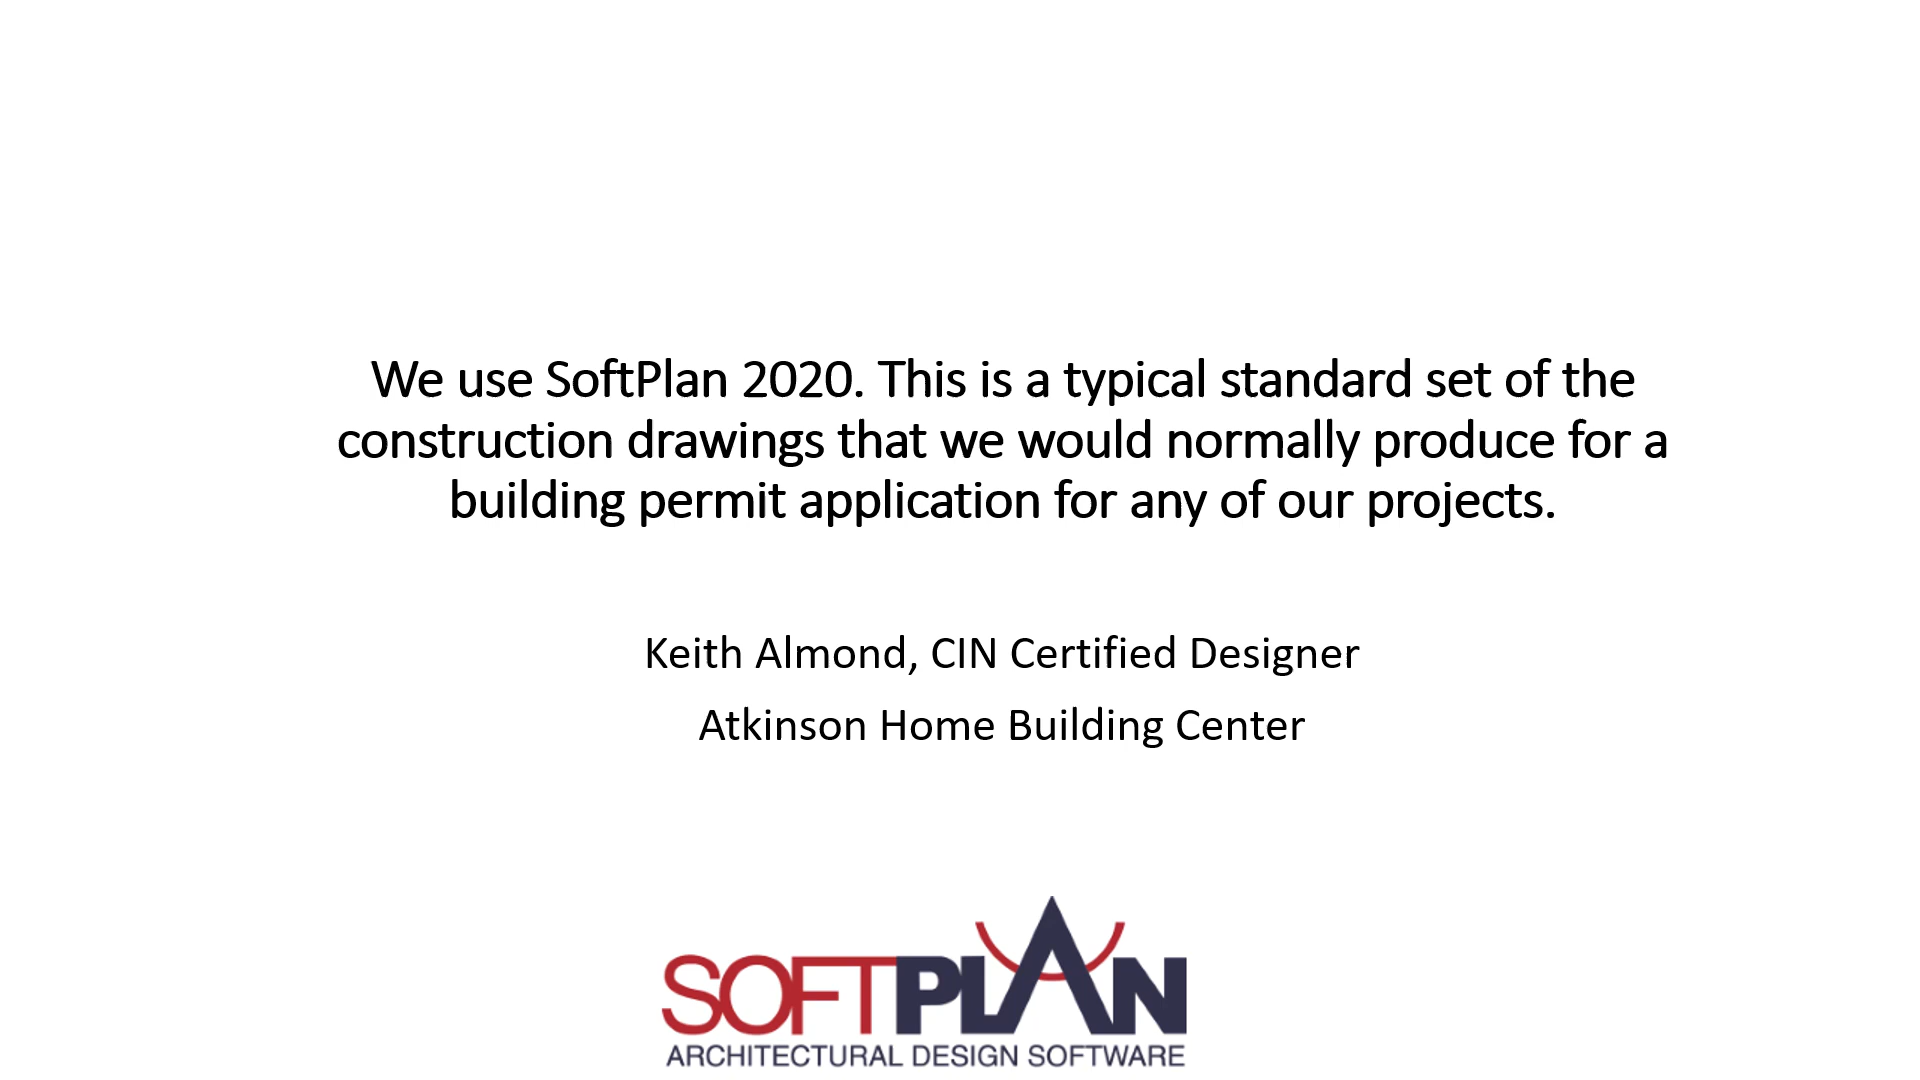 We use SoftPlan 2020. This is a typical standard set of the
construction drawings that we would normally produce for a
building permit application for any of our projects.
Keith Almond, CIN Certified Designer
Atkinson Home Building Center
SOFTPLAN
ARCHITECTURAL DESIGN SOFTWARE